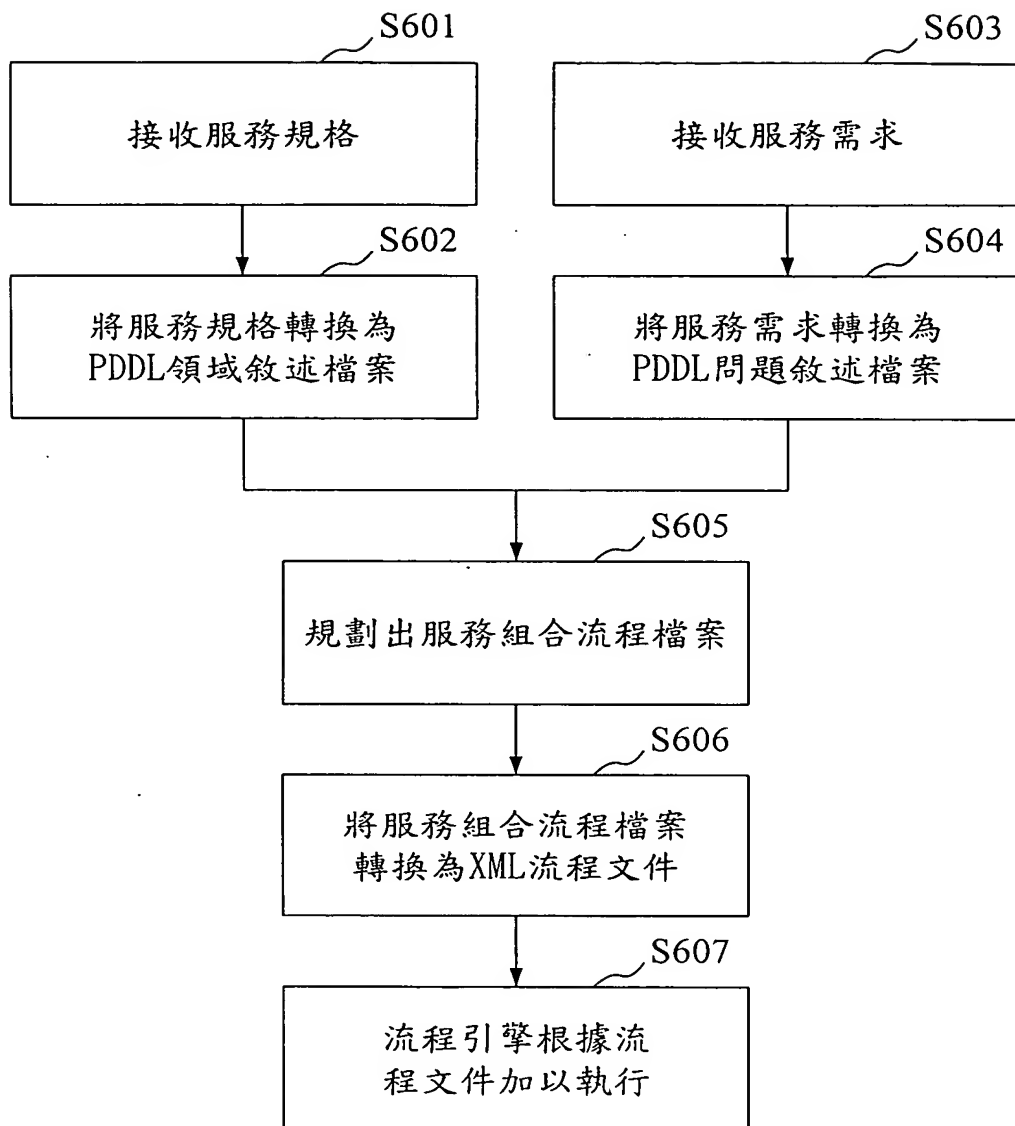 S601
接收服務規格
S603
接收服務需求
S602
將服務規格轉換為
PDDL領域敘述檔案
S604
將服務需求轉換為
PDDL問題敘述檔案
S605
規劃出服務組合流程檔案
S606
將服務組合流程檔案
轉換為XML流程文件
S607
流程引擎根據流
程文件加以執行